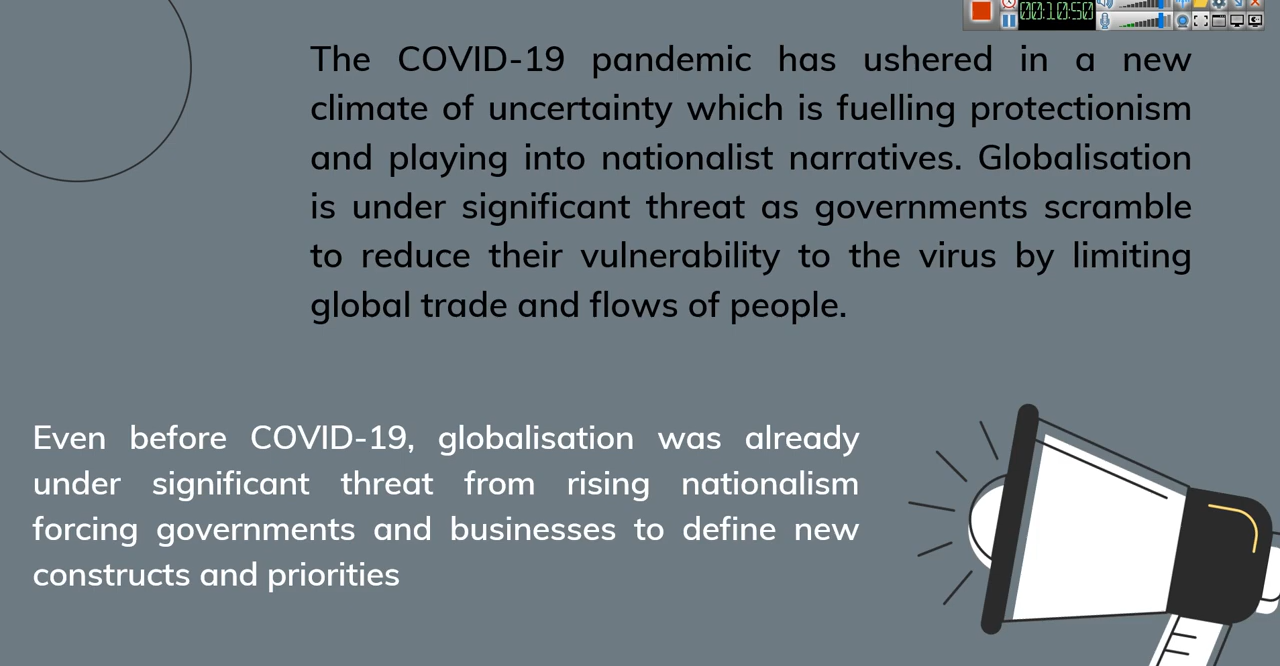 00:10:50
The COVID-19 pandemic has ushered in a new
climate of uncertainty which is fuelling protectionism
and playing into nationalist narratives. Globalisation
is under significant threat as governments scramble
to reduce their vulnerability to the virus by limiting
global trade and flows of people.
Even before COVID-19, globalisation was already
under significant threat from rising nationalism
forcing governments and businesses to define new
constructs and priorities